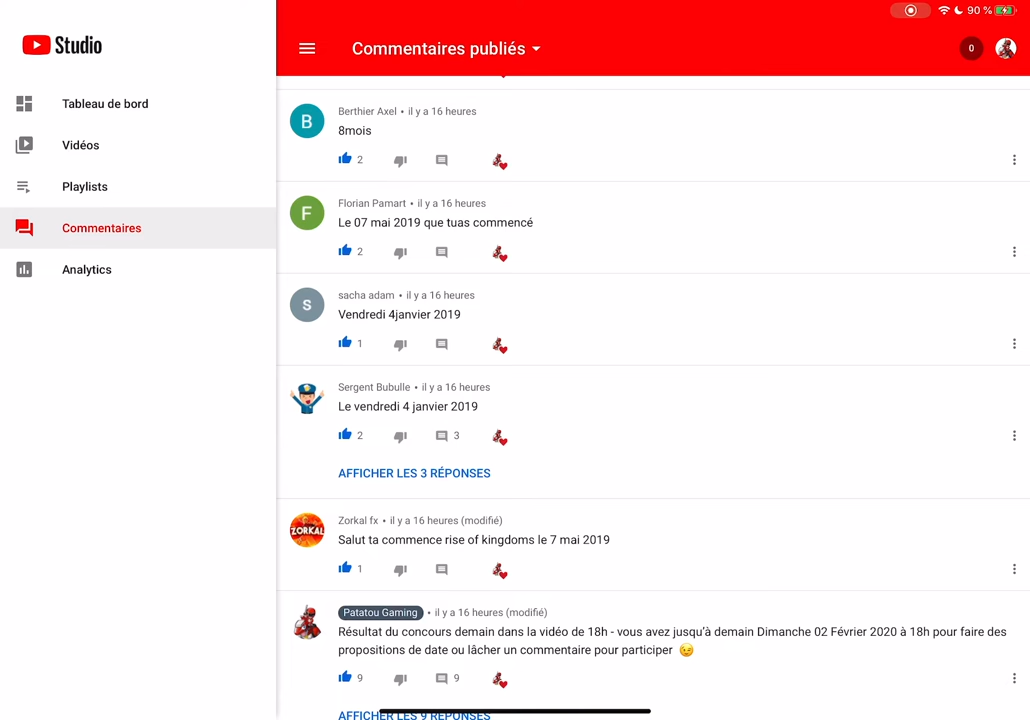 90 %
Studio
Commentaires publiés
0
Tableau de bord
Vidéos
Playlists
Commentaires
Analytics
B
Berthier Axel • il y a 16 heures
8mois
2
F
Florian Pamart • il y a 16 heures
Le 07 mai 2019 que tuas commencé
2
S
sacha adam • il y a 16 heures
Vendredi 4janvier 2019
1
Sergent Bubulle • il y a 16 heures
Le vendredi 4 janvier 2019
2 3
AFFICHER LES 3 RÉPONSES
ZORKAL
Zorkal fx • il y a 16 heures (modifié)
Salut ta commence rise of kingdoms le 7 mai 2019
1
Patatou Gaming • il y a 16 heures (modifié)
Résultat du concours demain dans la vidéo de 18h - vous avez jusqu'à demain Dimanche 02 Février 2020 à 18h pour faire des
propositions de date ou lâcher un commentaire pour participer 😉
9 9
AFFICHER LES 9 RÉPONSES